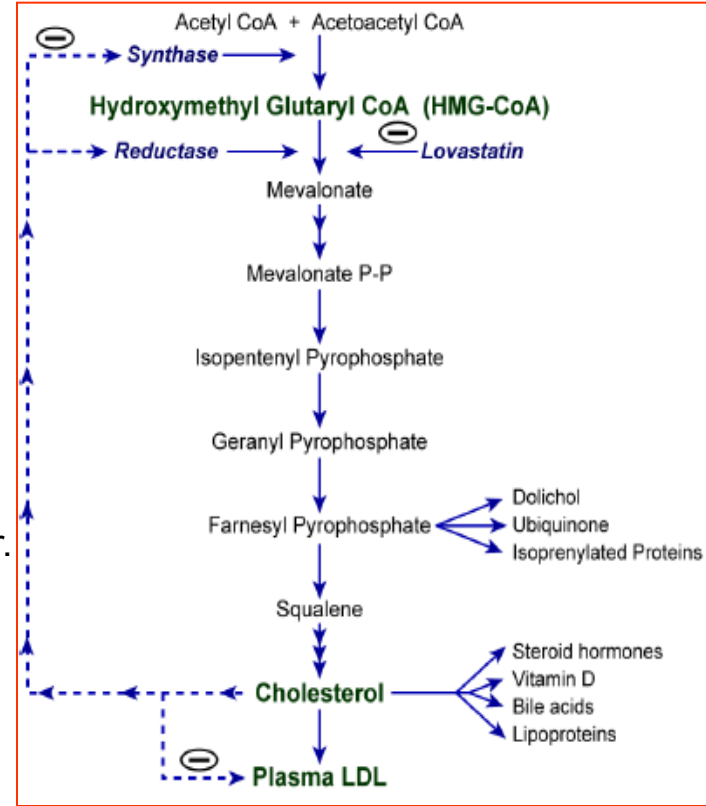 Acetyl CoA + Acetoacetyl CoA
Synthase
Hydroxymethyl Glutaryl CoA (HMG-CoA)
Reductase
Lovastatin
Mevalonate
Mevalonate P-P
Isopentenyl Pyrophosphate
Geranyl Pyrophosphate
Farnesyl Pyrophosphate
Dolichol
Ubiquinone
Isoprenylated Proteins
Squalene
Cholesterol
Steroid hormones
Vitamin D
Bile acids
Lipoproteins
Plasma LDL